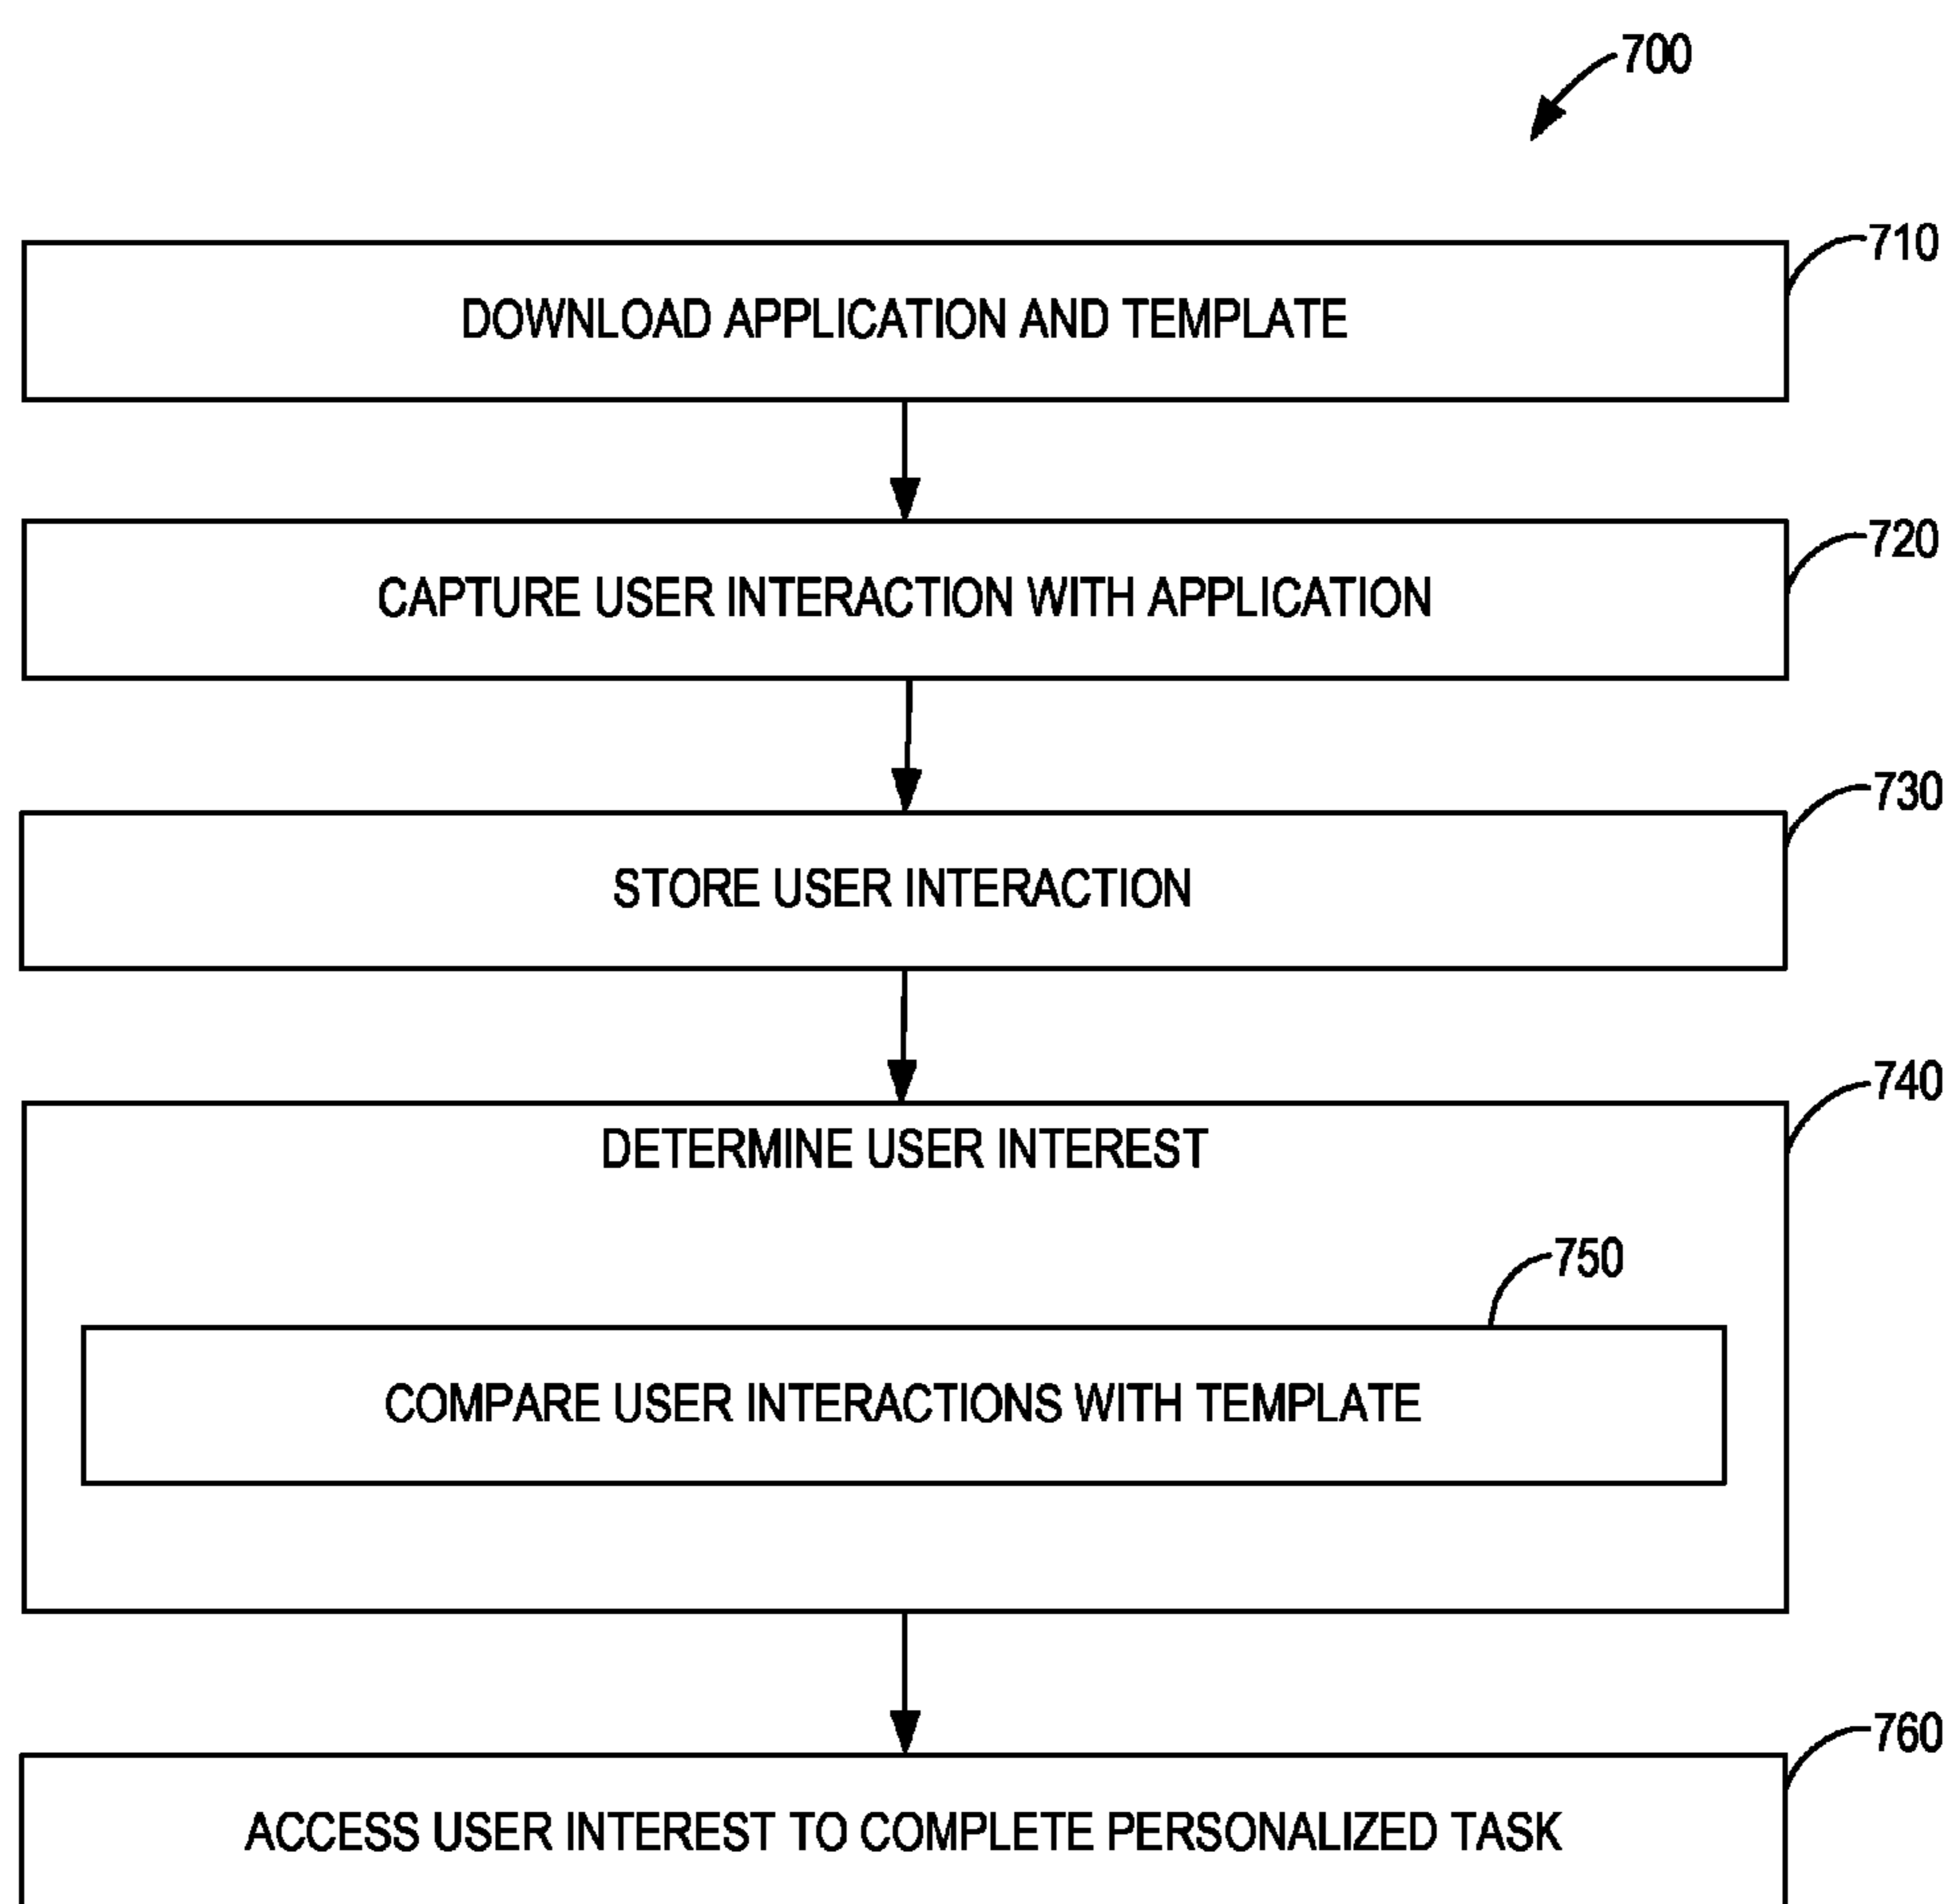 700
710
DOWNLOAD APPLICATION AND TEMPLATE
720
CAPTURE USER INTERACTION WITH APPLICATION
730
STORE USER INTERACTION
740
DETERMINE USER INTEREST
750
COMPARE USER INTERACTIONS WITH TEMPLATE
760
ACCESS USER INTEREST TO COMPLETE PERSONALIZED TASK